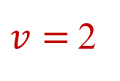 v = 2